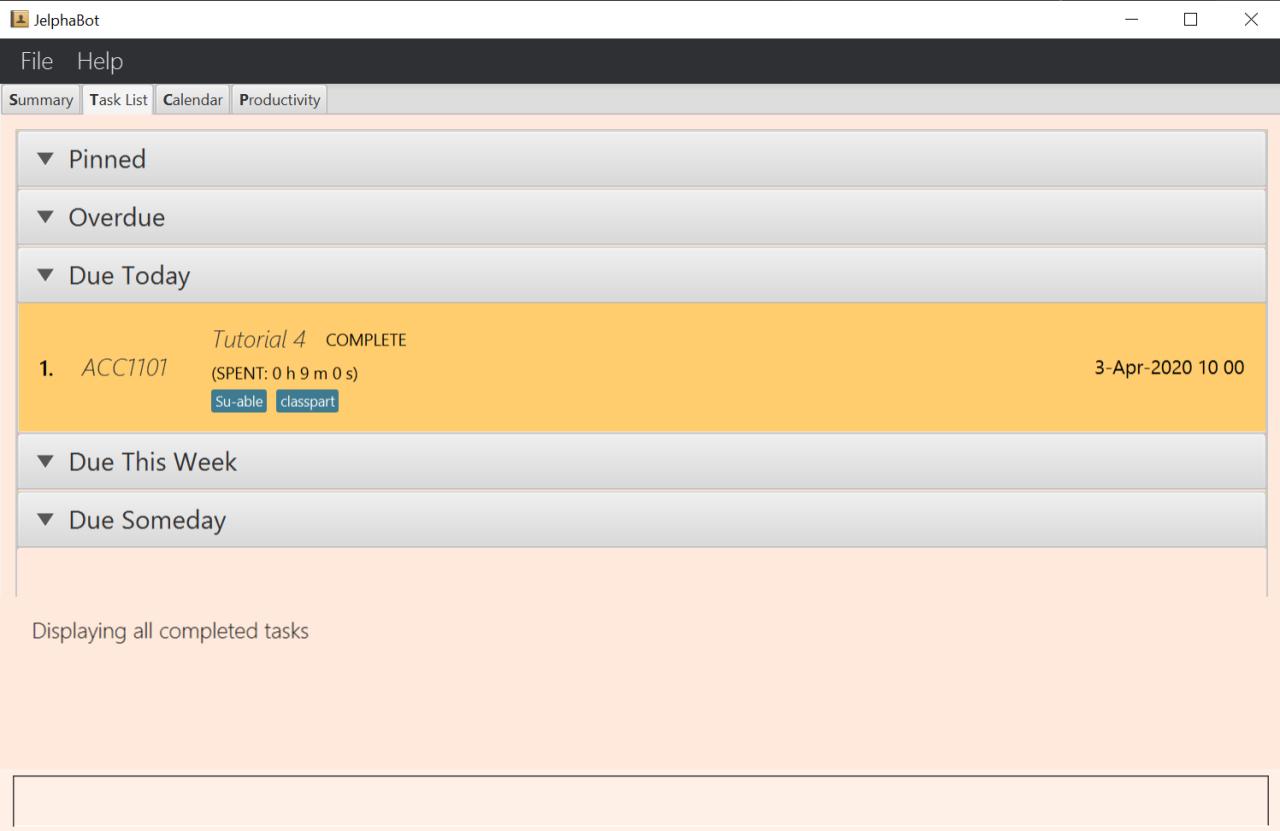 JelphaBot
File Help
Summary Task List Calendar Productivity
Pinned
Overdue
Due Today
Tutorial 4 COMPLETE
1. ACC1101 3-Apr-2020 10 00
(SPENT: 0 h 9 m 0 s)
Su-able classpart
Due This Week
Due Someday
Displaying all completed tasks